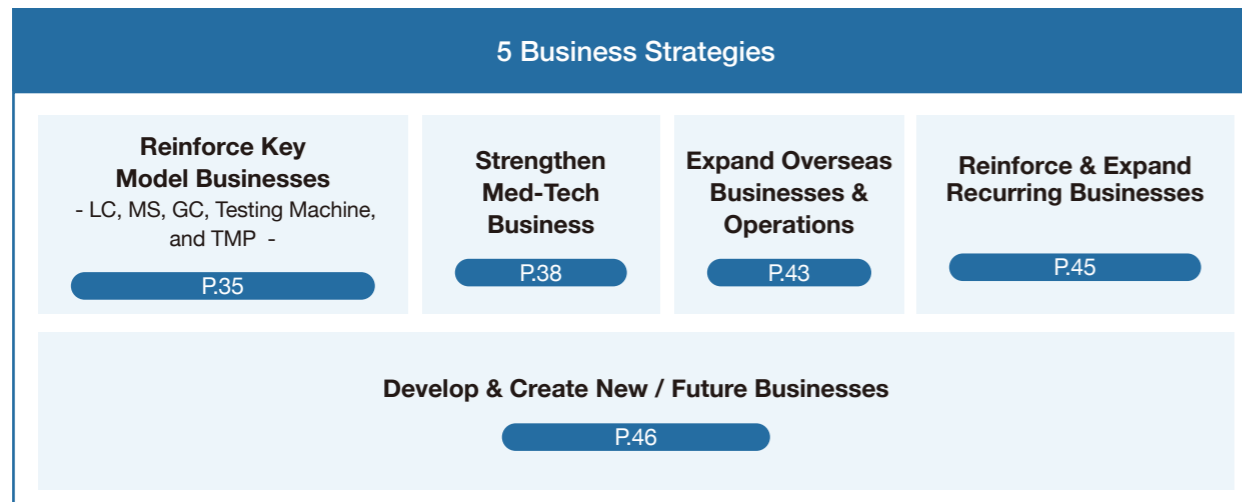 5 Business Strategies
Reinforce Key
Model Businesses
- LC, MS, GC, Testing Machine,
and TMP -
P.35
Strengthen
Med-Tech
Business
P.38
Expand Overseas
Businesses &
Operations
P.43
Reinforce & Expand
Recurring Businesses
P.45
Develop & Create New / Future Businesses
P.46